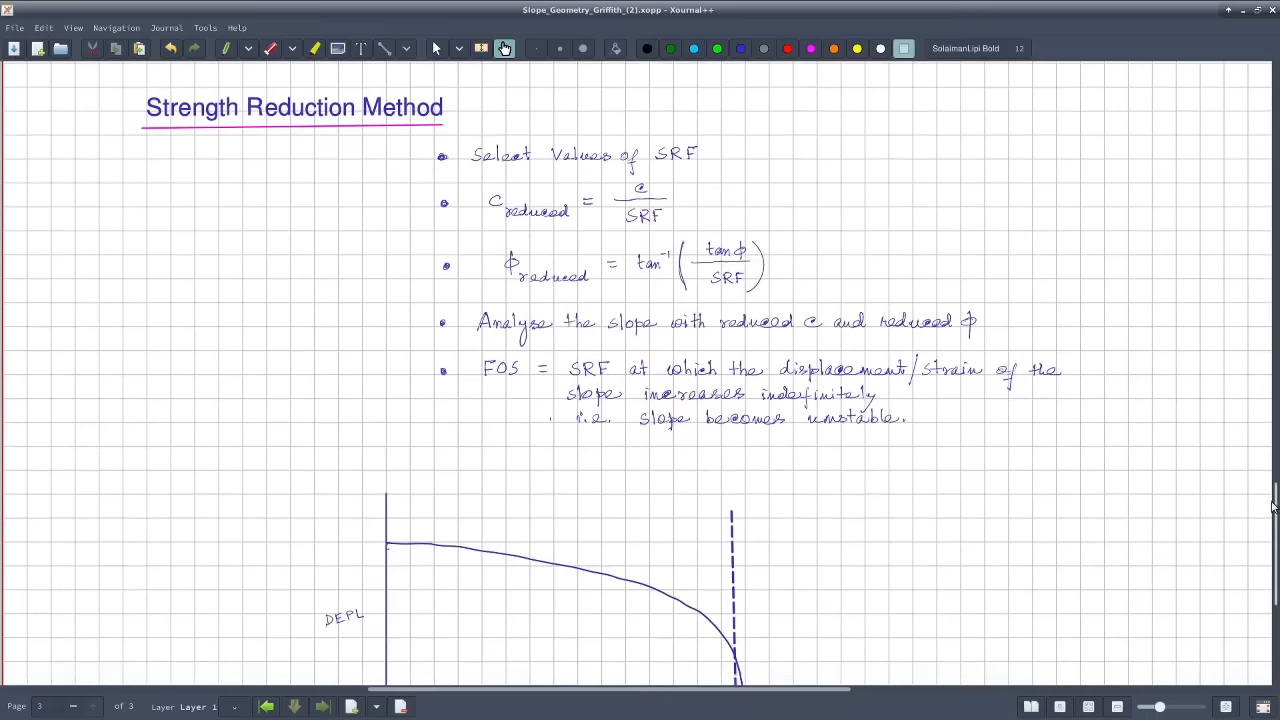 Slope_Geometry_Griffith_(2).xopp - Xournal++
File Edit View Navigation Journal Tools Help
SolaimanLipi Bold 12
Strength Reduction Method
• Select Values of SRF
• C reduced = c / SRF
• ϕ reduced = tan⁻¹ ( tan ϕ / SRF )
• Analyze the slope with reduced c and reduced ϕ
• FOS = SRF at which the displacement/strain of the
slope increases indefinitely
i.e. slope becomes unstable.
DEPL
Page 3 of 3 Layer Layer 1